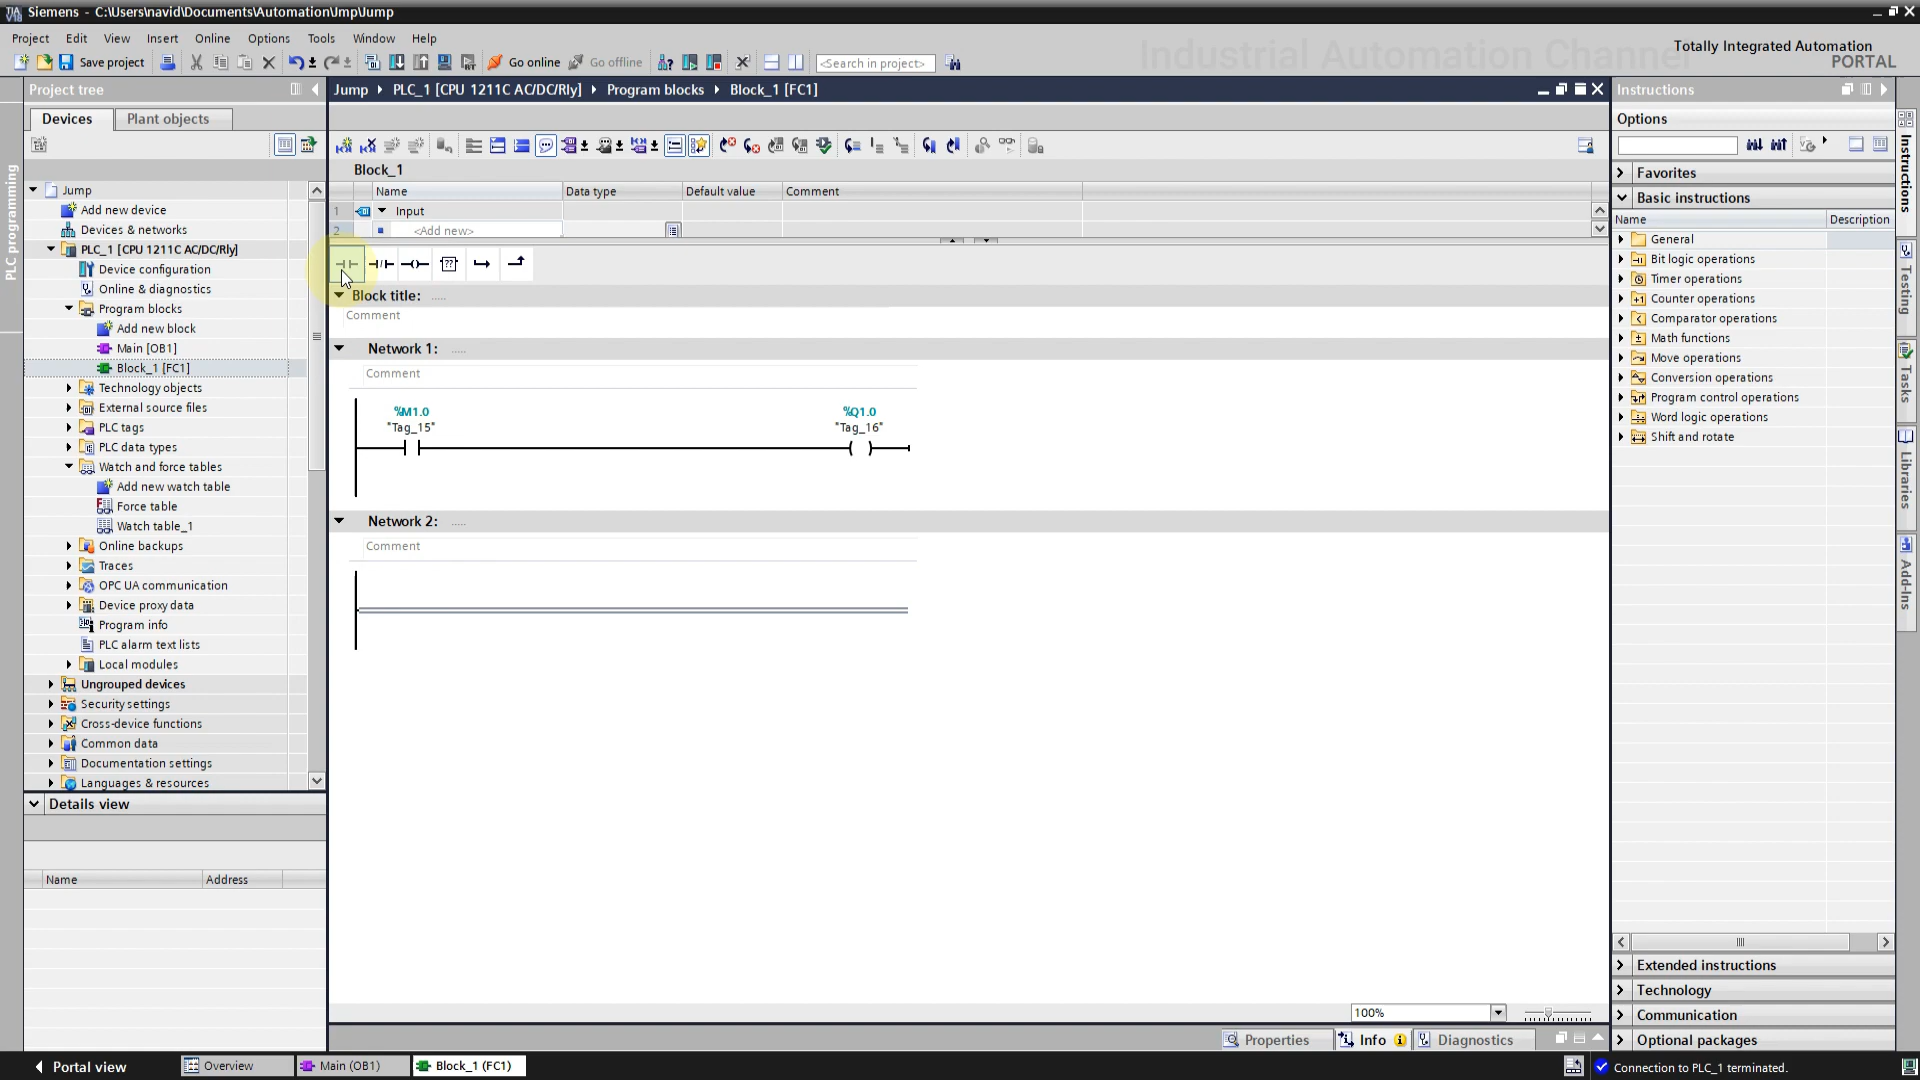 Siemens - C:\Users\navid\Documents\Automation\Jmp\Jump
Project Edit View Insert Online Options Tools Window Help
Industrial Automation Channel
Totally Integrated Automation
PORTAL
Save project
Go online
Go offline
<Search in project>
Project tree
Jump PLC_1 [CPU 1211C AC/DC/Rly] Program blocks Block_1 [FC1]
Instructions
Devices
Plant objects
Options
PLC programming
Jump
Add new device
Devices & networks
PLC_1 [CPU 1211C AC/DC/Rly]
Device configuration
Online & diagnostics
Program blocks
Add new block
Main [OB1]
Block_1 [FC1]
Technology objects
External source files
PLC tags
PLC data types
Watch and force tables
Add new watch table
Force table
Watch table_1
Online backups
Traces
OPC UA communication
Device proxy data
Program info
PLC alarm text lists
Local modules
Ungrouped devices
Security settings
Cross-device functions
Common data
Documentation settings
Languages & resources
Details view
Name Address
Block_1
Name Data type Default value Comment
1 Input
2 <Add new>
??
Block title: .....
Comment
Network 1: .....
Comment
%M1.0
"Tag_15"
%Q1.0
"Tag_16"
Network 2: .....
Comment
100%
Properties Info Diagnostics
Favorites
Basic instructions
Name Description
General
Bit logic operations
Timer operations
Counter operations
Comparator operations
Math functions
Move operations
Conversion operations
Program control operations
Word logic operations
Shift and rotate
Extended instructions
Technology
Communication
Optional packages
Instructions
Testing
Tasks
Libraries
Add-Ins
Portal view
Overview
Main (OB1)
Block_1 (FC1)
Connection to PLC_1 terminated.